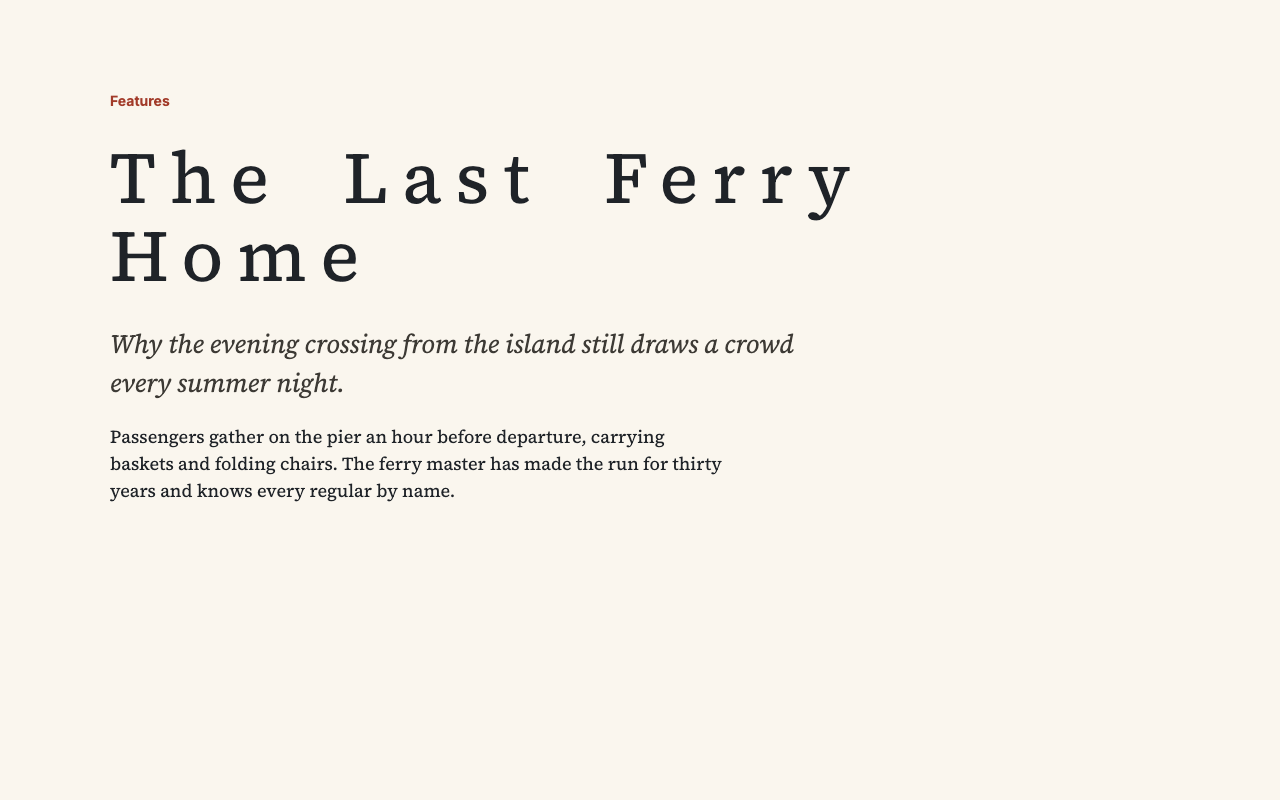 Features
The Last Ferry
Home
Why the evening crossing from the island still draws a crowd
every summer night.
Passengers gather on the pier an hour before departure, carrying
baskets and folding chairs. The ferry master has made the run for thirty
years and knows every regular by name.